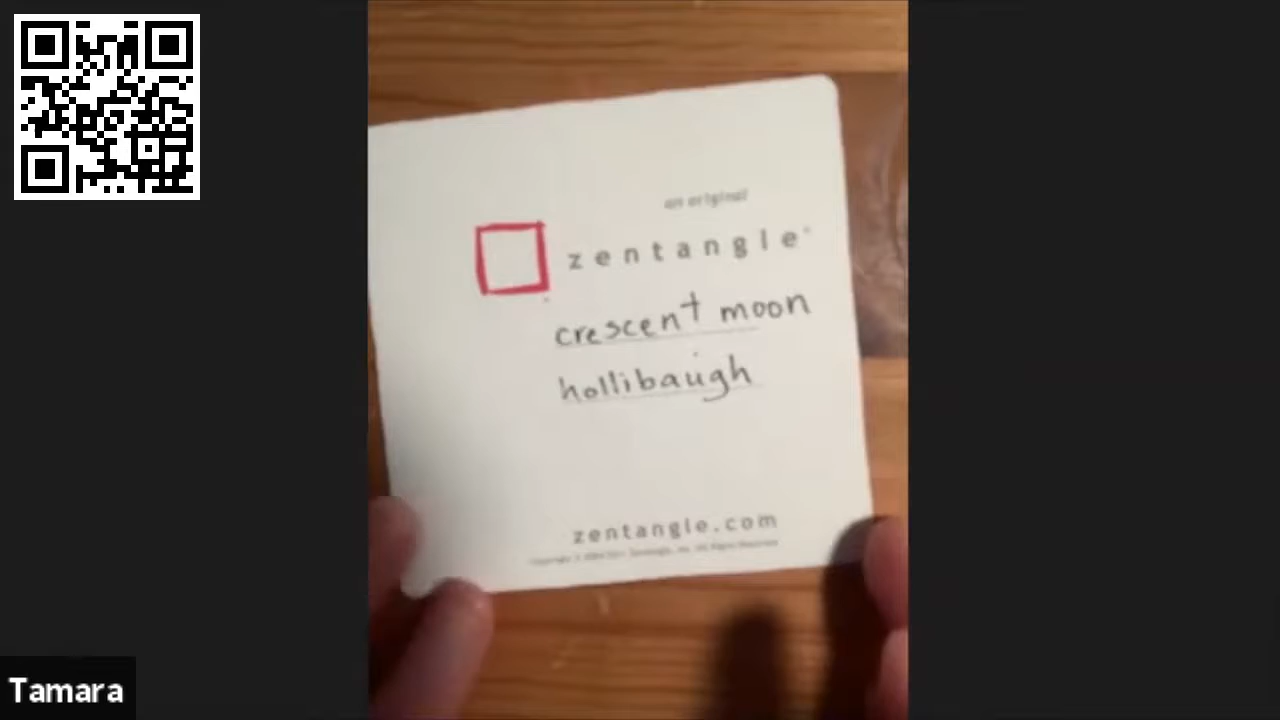 an original
zentangle®
crescent moon
hollibaugh
zentangle.com
Tamara